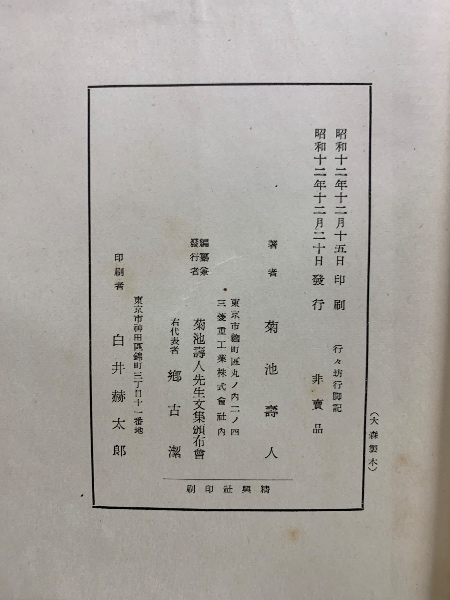 昭和十二年十二月十五日 印刷
昭和十二年十二月二十日 發行
行々坊行脚記
非賣品
(大森製本)
著者 菊池壽人
東京市麹町區丸ノ内二ノ四
三菱重工業株式會社内
編纂兼
發行者
菊池壽人先生文集頒布會
右代表者 郷古潔
東京市神田區錦町三丁目十一番地
印刷者 白井赫太郎
精興社印刷